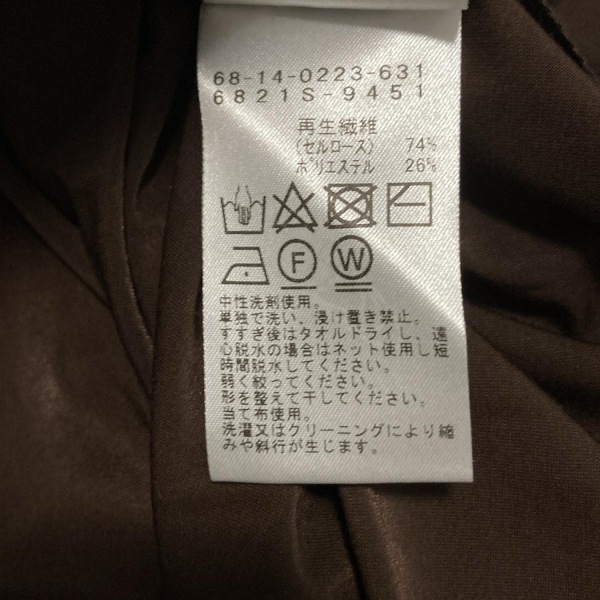 68-14-0223-631
6821S-9451
再生繊維
(セルロース) 74%
ポリエステル 26%
F W
中性洗剤使用。
単独で洗い、浸け置き禁止。
すすぎ後はタオルドライし、遠
心脱水の場合はネット使用し短
時間脱水してください。
弱く絞ってください。
形を整えて干してください。
当て布使用。
洗濯又はクリーニングにより縮
みや斜行が生じます。